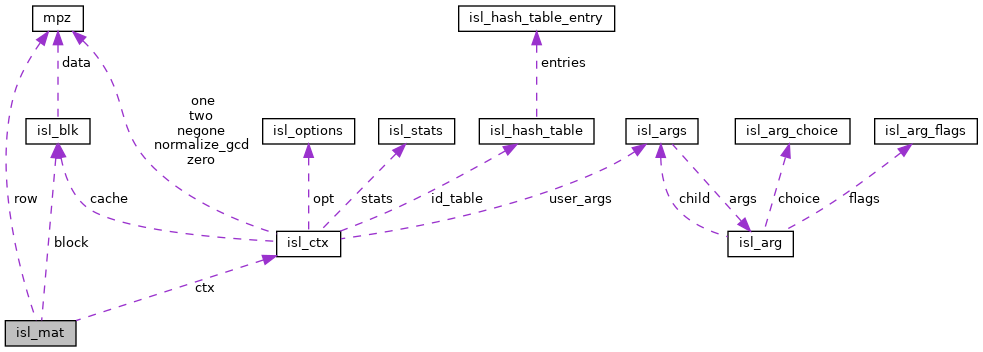 mpz
isl_hash_table_entry
data
entries
one
two
negone
normalize_gcd
zero
isl_blk
isl_options
isl_stats
isl_hash_table
isl_args
isl_arg_choice
isl_arg_flags
row
cache
opt
stats
id_table
user_args
child
args
choice
flags
block
isl_ctx
isl_arg
ctx
isl_mat